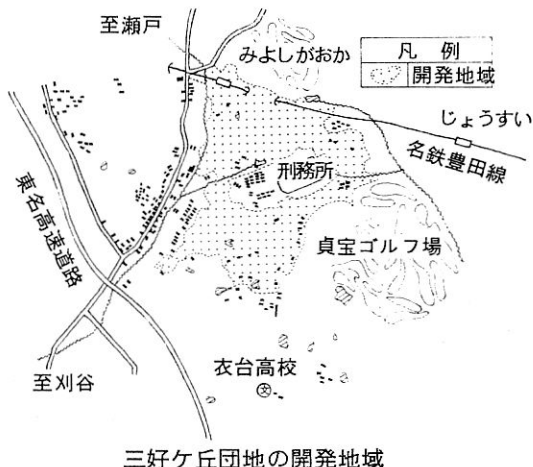 至瀬戸
みよしがおか
凡例
開発地域
じょうすい
名鉄豊田線
刑務所
東名高速道路
貞宝ゴルフ場
衣台高校
文
至刈谷
三好ケ丘団地の開発地域